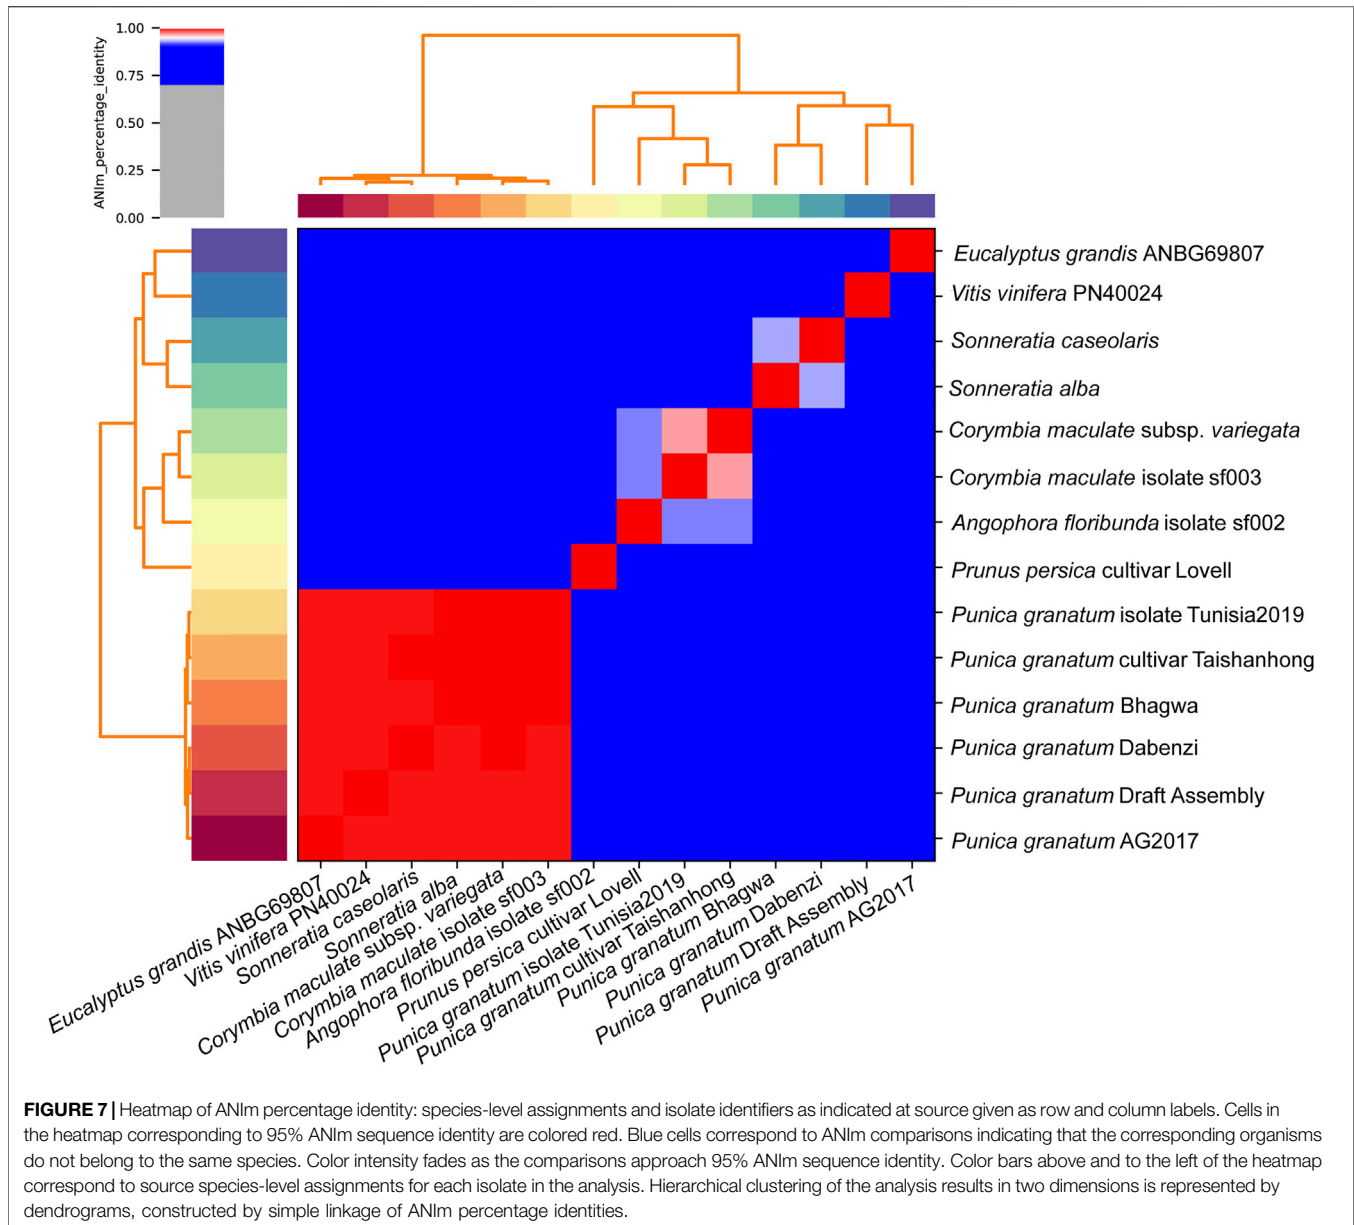 1.00
0.75
0.50
0.25
0.00
ANIm_percentage_identity
Eucalyptus grandis ANBG69807
Vitis vinifera PN40024
Sonneratia caseolaris
Sonneratia alba
Corymbia maculate subsp. variegata
Corymbia maculate isolate sf003
Angophora floribunda isolate sf002
Prunus persica cultivar Lovell
Punica granatum isolate Tunisia2019
Punica granatum cultivar Taishanhong
Punica granatum Bhagwa
Punica granatum Dabenzi
Punica granatum Draft Assembly
Punica granatum AG2017
Eucalyptus grandis ANBG69807
Vitis vinifera PN40024
Sonneratia caseolaris
Sonneratia alba
Corymbia maculate subsp. variegata
Corymbia maculate isolate sf003
Angophora floribunda isolate sf002
Prunus persica cultivar Lovell
Punica granatum isolate Tunisia2019
Punica granatum cultivar Taishanhong
Punica granatum Bhagwa
Punica granatum Dabenzi
Punica granatum Draft Assembly
Punica granatum AG2017
FIGURE 7 | Heatmap of ANIm percentage identity: species-level assignments and isolate identifiers as indicated at source given as row and column labels. Cells in
the heatmap corresponding to 95% ANIm sequence identity are colored red. Blue cells correspond to ANIm comparisons indicating that the corresponding organisms
do not belong to the same species. Color intensity fades as the comparisons approach 95% ANIm sequence identity. Color bars above and to the left of the heatmap
correspond to source species-level assignments for each isolate in the analysis. Hierarchical clustering of the analysis results in two dimensions is represented by
dendrograms, constructed by simple linkage of ANIm percentage identities.